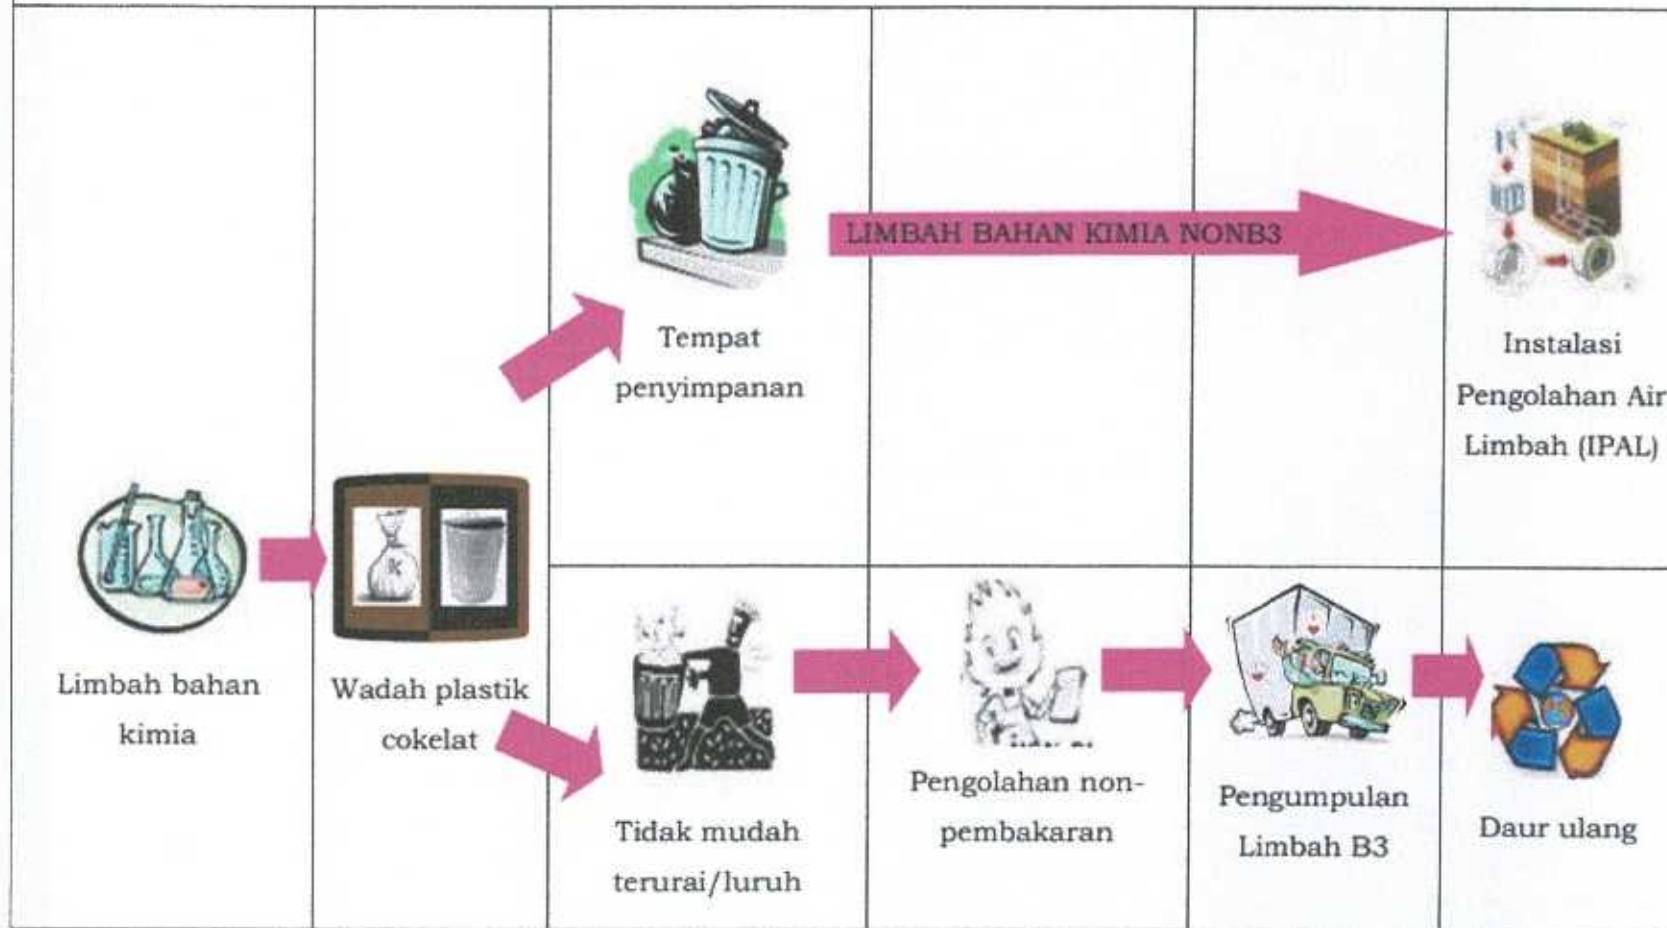 LIMBAH BAHAN KIMIA NONB3
Tempat
penyimpanan
Instalasi
Pengolahan Air
Limbah (IPAL)
K
Limbah bahan
kimia
Wadah plastik
cokelat
Tidak mudah
terurai/luruh
Pengolahan non-
pembakaran
Pengumpulan
Limbah B3
Daur ulang